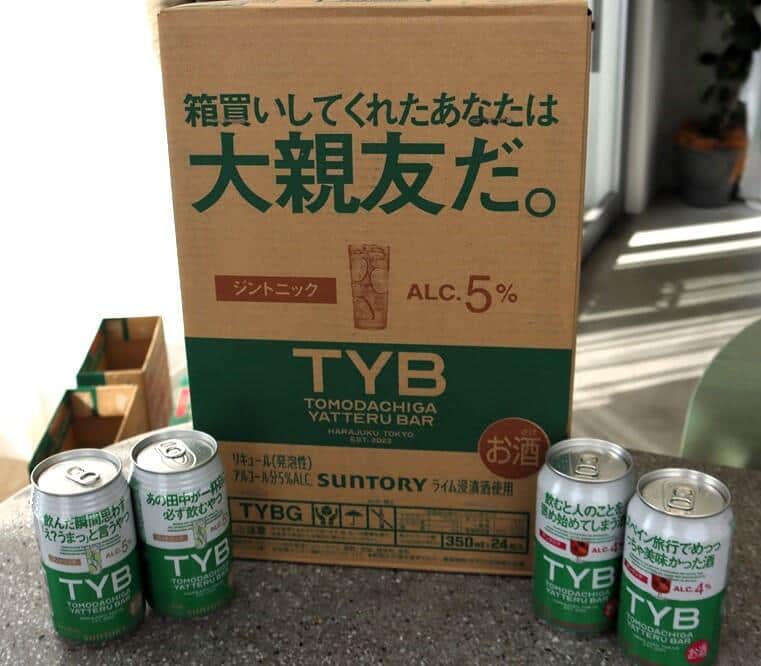 箱買いしてくれたあなたは
大親友だ。
ジントニック
ALC.5%
TYB
TOMODACHIGA
YATTERU BAR
HARAJUKU TOKYO
EST. 2023
お酒
リキュール(発泡性)
アルコール分5%ALC.
SUNTORY
ライム浸漬酒使用
TYBG
注意
350ml×24
飲んだ瞬間思わず
「え?うまっ」と言うやつ
ALC.5%
TYB
TOMODACHIGA
YATTERU BAR
あの田中が一杯目に
必ず飲むやつ
TYB
TOMODACHIGA
YATTERU BAR
飲むと人のことを
褒め始めてしまう酒
TYB
TOMODACHIGA
YATTERU BAR
スペイン旅行でめっ
ちゃ美味かった酒
ALC.4%
TYB
TOMODACHIGA
YATTERU BAR
お酒